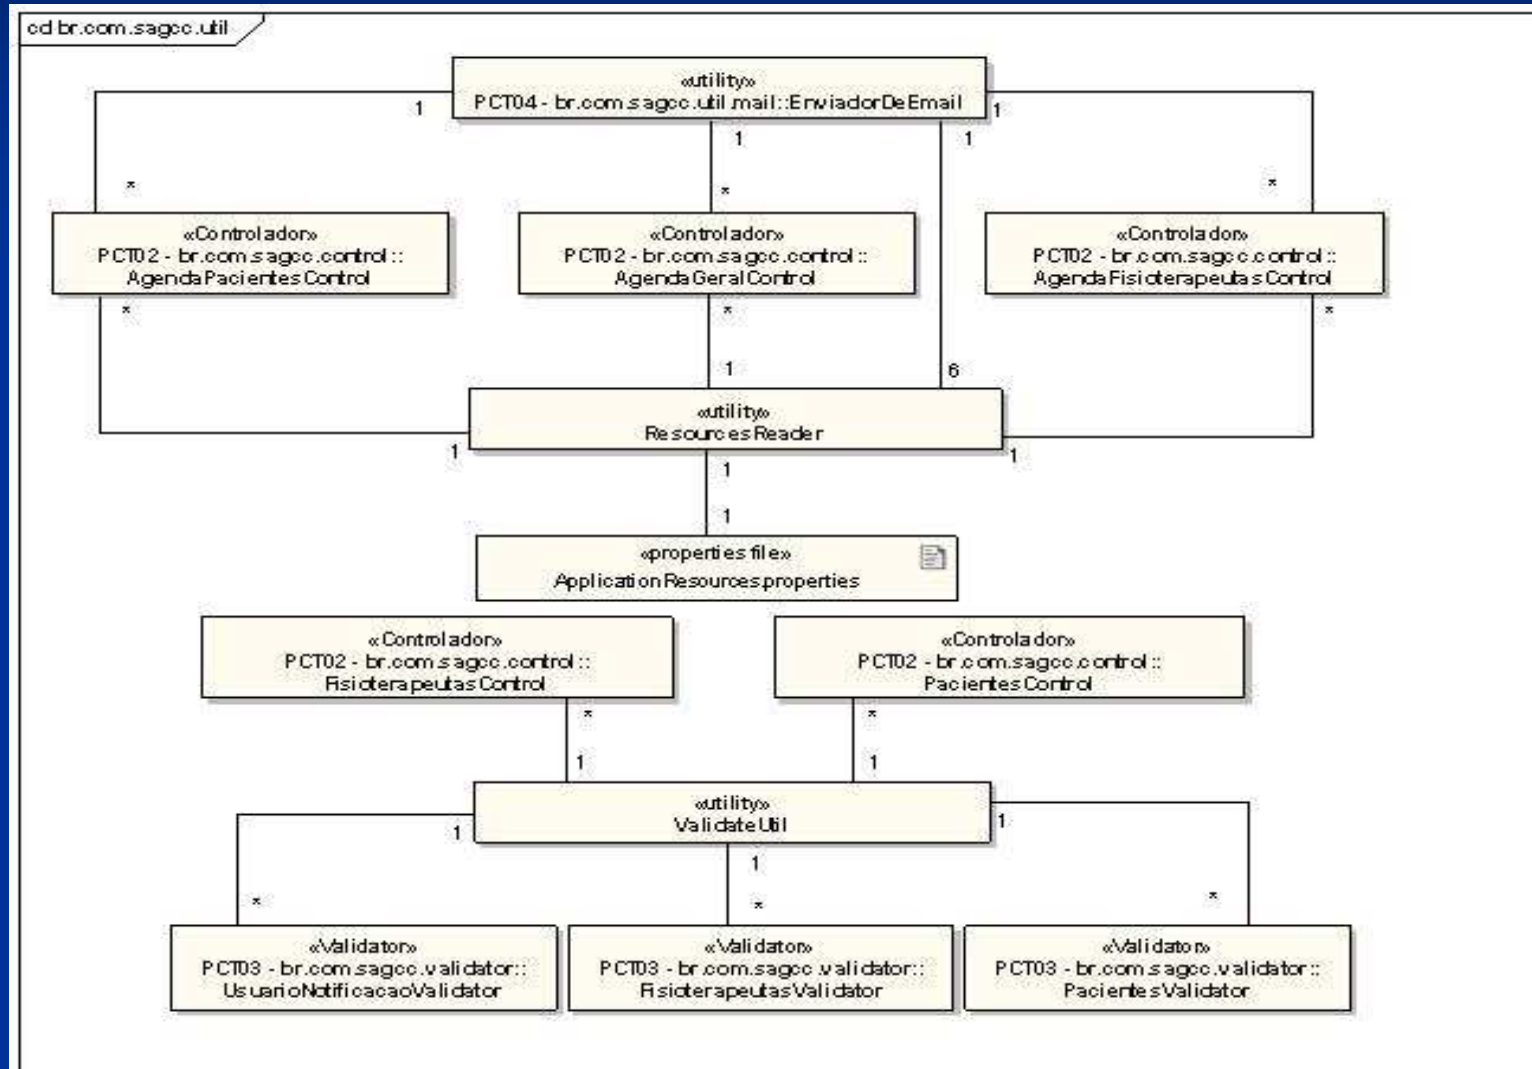 cd br.com.sagcc.util
«utility»
PCT04 - br.com.sagcc.util.mail::EnviadorDeEmail
1
1
1
1
*
*
*
«Controlador»
PCT02 - br.com.sagcc.control::
AgendaPacientesControl
«Controlador»
PCT02 - br.com.sagcc.control::
AgendaGeralControl
«Controlador»
PCT02 - br.com.sagcc.control::
AgendaFisioterapeutasControl
*
*
*
1
6
«utility»
ResourcesReader
1
1
1
1
«properties file»
ApplicationResources.properties
«Controlador»
PCT02 - br.com.sagcc.control::
FisioterapeutasControl
«Controlador»
PCT02 - br.com.sagcc.control::
PacientesControl
*
*
1
1
«utility»
ValidateUtil
1
1
1
*
*
*
«Validator»
PCT03 - br.com.sagcc.validator::
UsuarioNotificacaoValidator
«Validator»
PCT03 - br.com.sagcc.validator::
FisioterapeutasValidator
«Validator»
PCT03 - br.com.sagcc.validator::
PacientesValidator